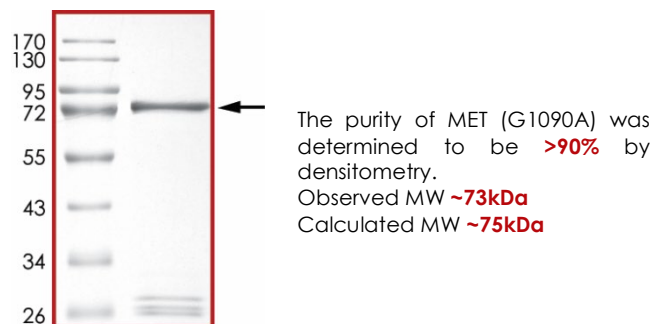 170
130
95
72
55
43
34
26
The purity of MET (G1090A) was
determined to be >90% by
densitometry.
Observed MW ~73kDa
Calculated MW ~75kDa